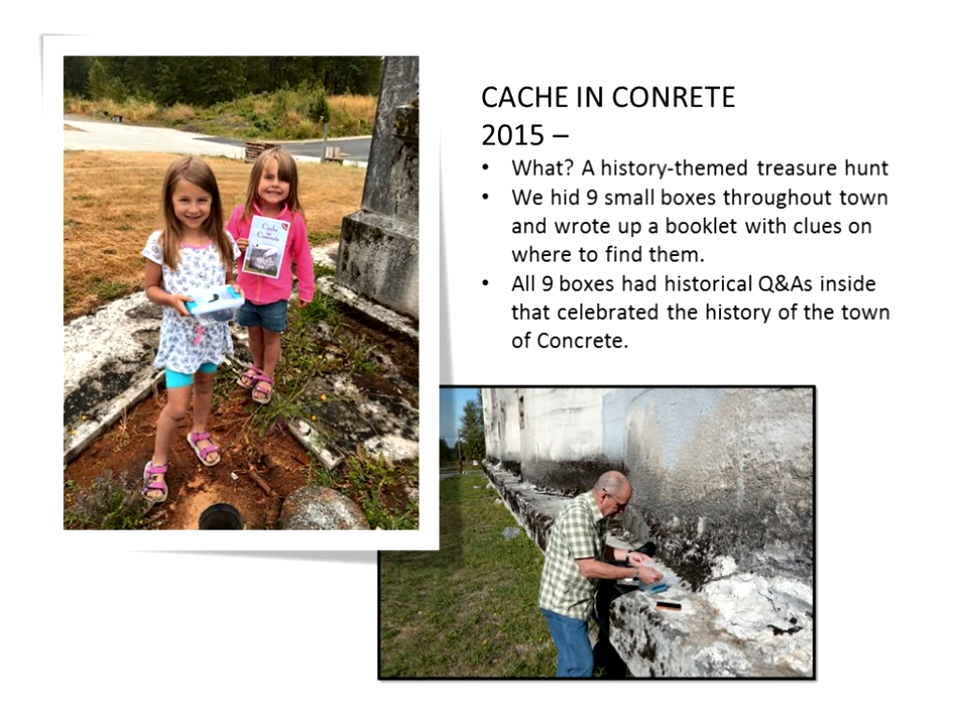 CACHE IN CONRETE
2015 –
• What? A history-themed treasure hunt
• We hid 9 small boxes throughout town
and wrote up a booklet with clues on
where to find them.
• All 9 boxes had historical Q&As inside
that celebrated the history of the town
of Concrete.
Cache
in
Concrete